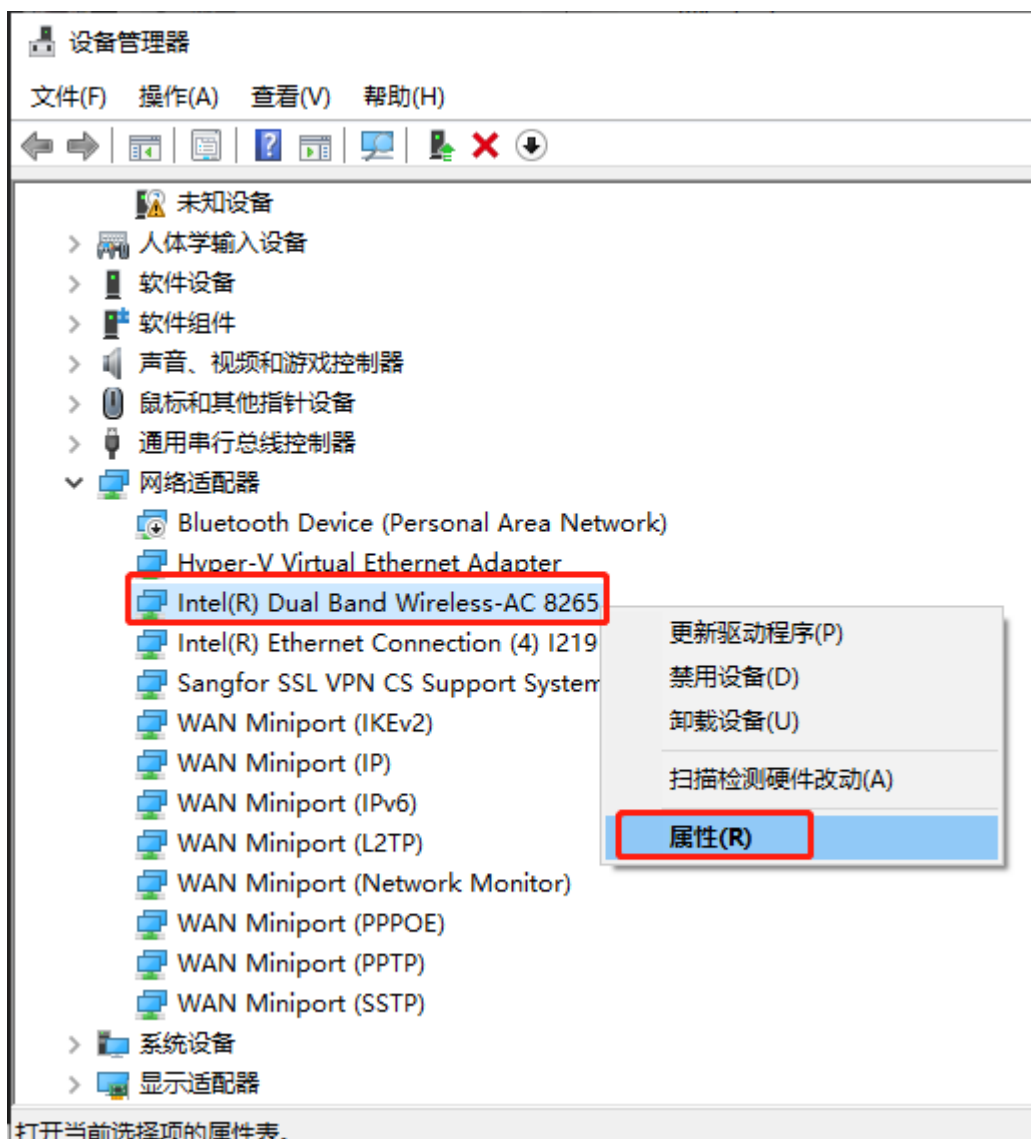 设备管理器
文件(F) 操作(A) 查看(V) 帮助(H)
未知设备
人体学输入设备
软件设备
软件组件
声音、视频和游戏控制器
鼠标和其他指针设备
通用串行总线控制器
网络适配器
Bluetooth Device (Personal Area Network)
Hyper-V Virtual Ethernet Adapter
Intel(R) Dual Band Wireless-AC 8265
Intel(R) Ethernet Connection (4) I219
Sangfor SSL VPN CS Support System
WAN Miniport (IKEv2)
WAN Miniport (IP)
WAN Miniport (IPv6)
WAN Miniport (L2TP)
WAN Miniport (Network Monitor)
WAN Miniport (PPPOE)
WAN Miniport (PPTP)
WAN Miniport (SSTP)
系统设备
显示适配器
更新驱动程序(P)
禁用设备(D)
卸载设备(U)
扫描检测硬件改动(A)
属性(R)
打开当前选择项的属性表。